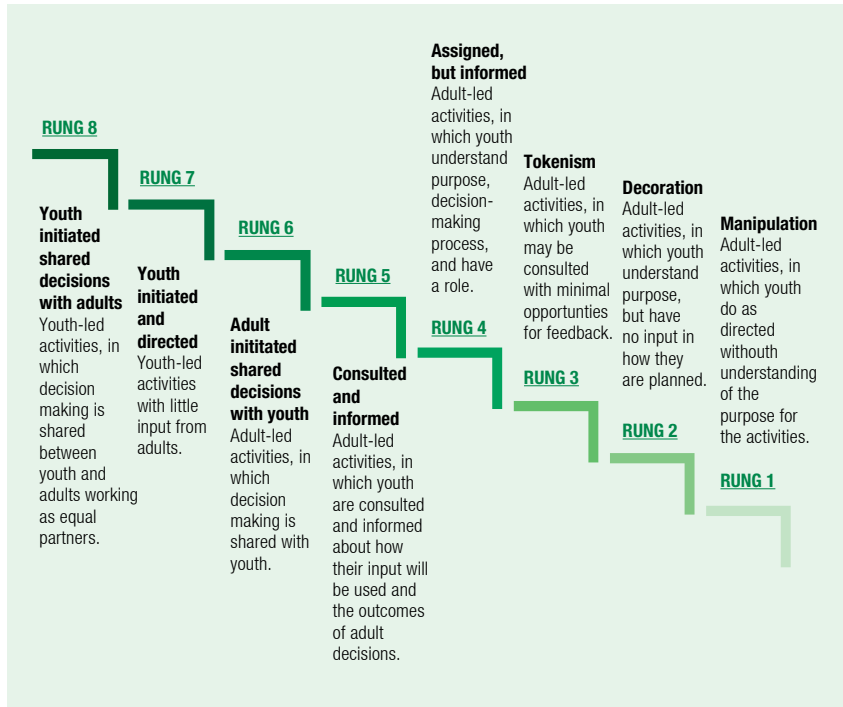 RUNG 8
Youth
initiated
shared
decisions
with adults
Youth-led
activities, in
which
decision
making is
shared
between
youth and
adults working
as equal
partners.
RUNG 7
Youth
initiated
and
directed
Youth-led
activities
with little
input from
adults.
RUNG 6
Adult
inititated
shared
decisions
with youth
Adult-led
activities, in
which
decision
making is
shared with
youth.
RUNG 5
Consulted
and
informed
Adult-led
activities, in
which youth
are consulted
and informed
about how
their input will
be used and
the outcomes
of adult
decisions.
Assigned,
but informed
Adult-led
activities, in
which youth
understand
purpose,
decision-
making
process,
and have
a role.
RUNG 4
Tokenism
Adult-led
activities, in
which youth
may be
consulted
with minimal
opportunties
for feedback.
RUNG 3
Decoration
Adult-led
activities, in
which youth
understand
purpose,
but have
no input in
how they
are planned.
RUNG 2
Manipulation
Adult-led
activities, in
which youth
do as
directed
withouth
understanding
of the
purpose for
the activities.
RUNG 1